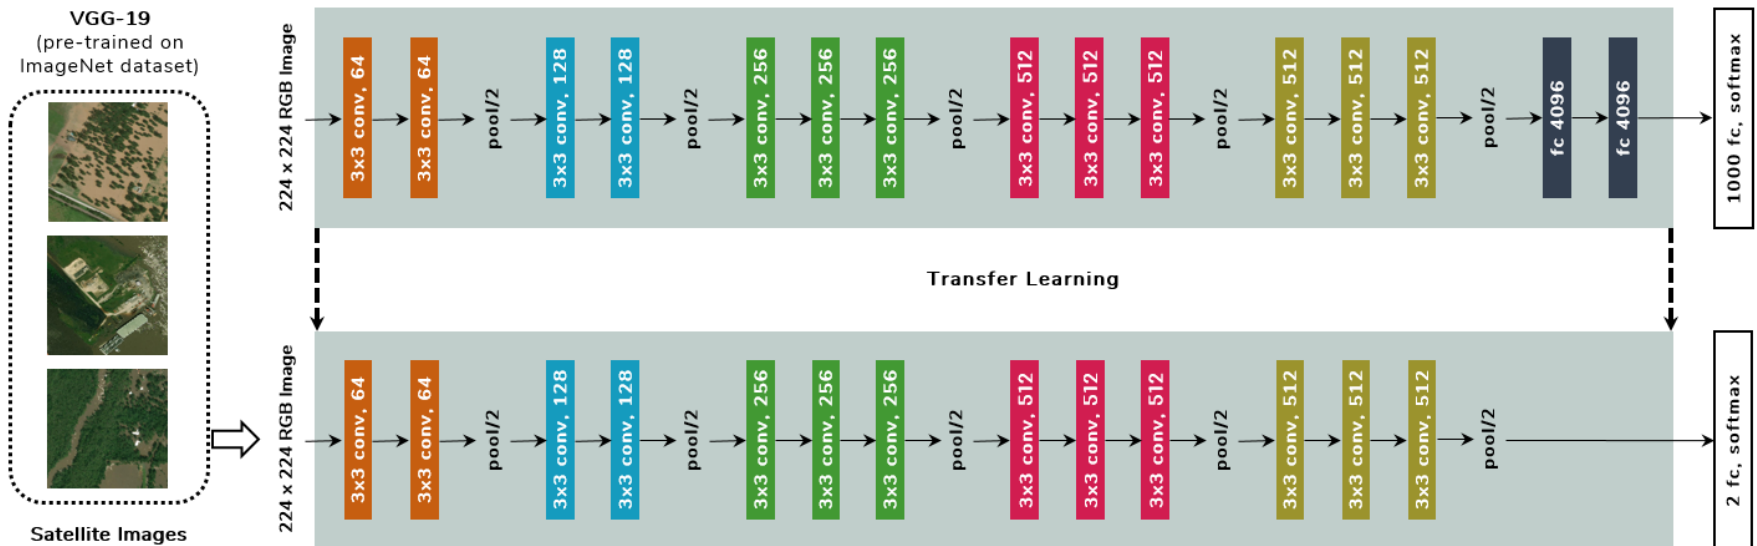 VGG-19
(pre-trained on
ImageNet dataset)
Satellite Images
224 x 224 RGB Image
3x3 conv, 64
3x3 conv, 64
pool/2
3x3 conv, 128
3x3 conv, 128
pool/2
3x3 conv, 256
3x3 conv, 256
3x3 conv, 256
pool/2
3x3 conv, 512
3x3 conv, 512
3x3 conv, 512
pool/2
3x3 conv, 512
3x3 conv, 512
3x3 conv, 512
pool/2
fc 4096
fc 4096
1000 fc, softmax
Transfer Learning
224 x 224 RGB Image
3x3 conv, 64
3x3 conv, 64
pool/2
3x3 conv, 128
3x3 conv, 128
pool/2
3x3 conv, 256
3x3 conv, 256
3x3 conv, 256
pool/2
3x3 conv, 512
3x3 conv, 512
3x3 conv, 512
pool/2
3x3 conv, 512
3x3 conv, 512
3x3 conv, 512
pool/2
2 fc, softmax